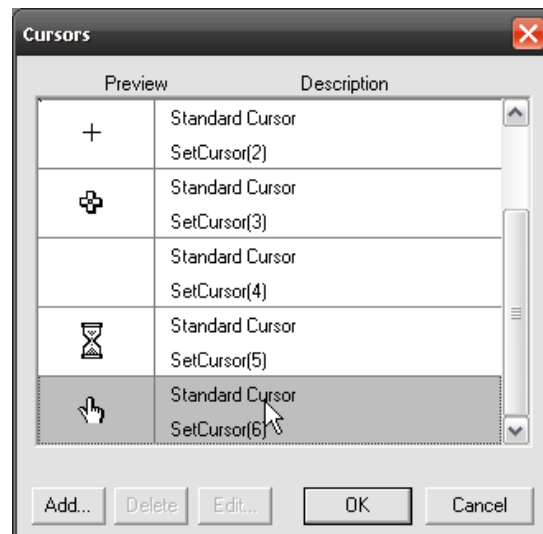 Cursors
Preview Description
Standard Cursor
SetCursor(2)
Standard Cursor
SetCursor(3)
Standard Cursor
SetCursor(4)
Standard Cursor
SetCursor(5)
Standard Cursor
SetCursor(6)
Add... Delete Edit... OK Cancel